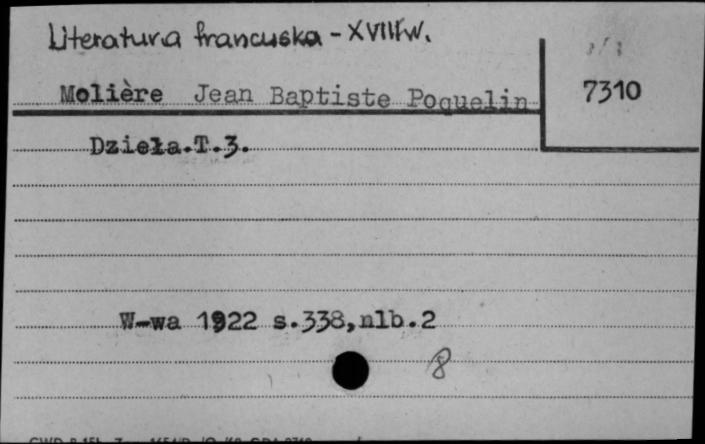 Literatura francuska - XVIII w.
Molière Jean Baptiste Poquelin
7310
Dzieła.T.3.
W-wa 1922 s.338,nlb.2
8